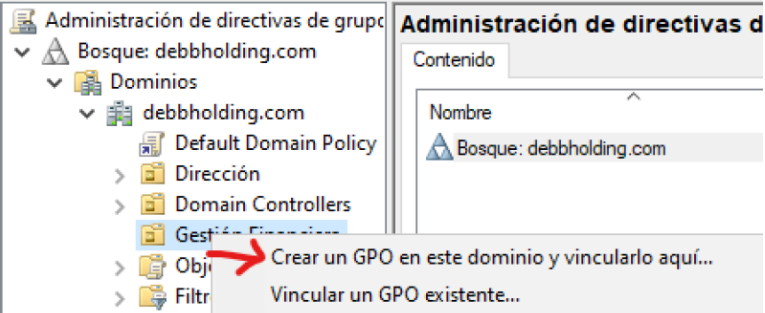 Administración de directivas de grupo
Bosque: debbholding.com
Dominios
debbholding.com
Default Domain Policy
Dirección
Domain Controllers
Gestión Financiera
Obj
Filtr
Administración de directivas d
Contenido
Nombre
Bosque: debbholding.com
Crear un GPO en este dominio y vincularlo aquí...
Vincular un GPO existente...